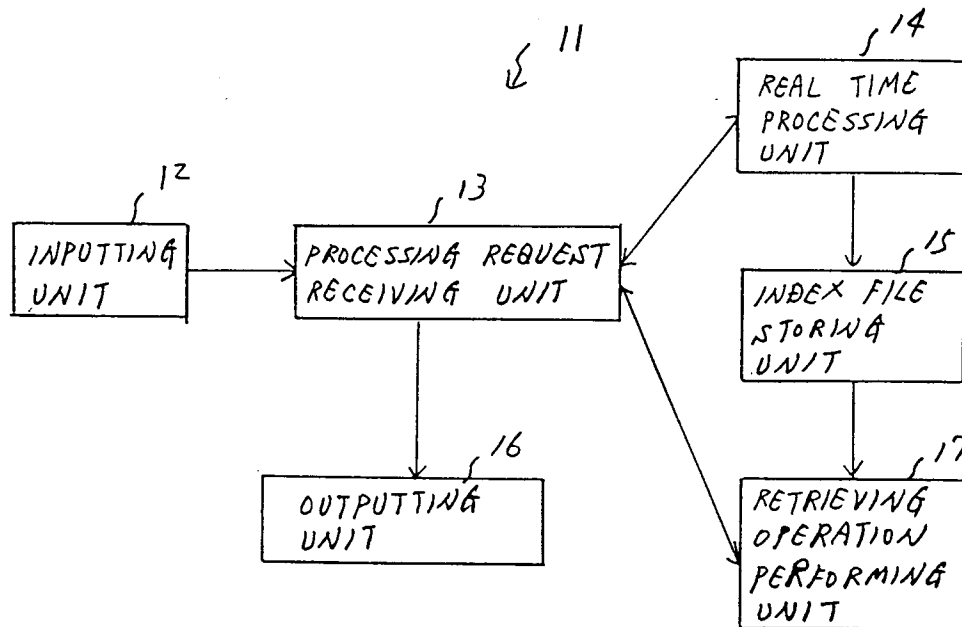 11
14
REAL TIME
PROCESSING
UNIT
12
INPUTTING
UNIT
13
PROCESSING REQUEST
RECEIVING UNIT
15
INDEX FILE
STORING
UNIT
16
OUTPUTTING
UNIT
17
RETRIEVING
OPERATION
PERFORMING
UNIT